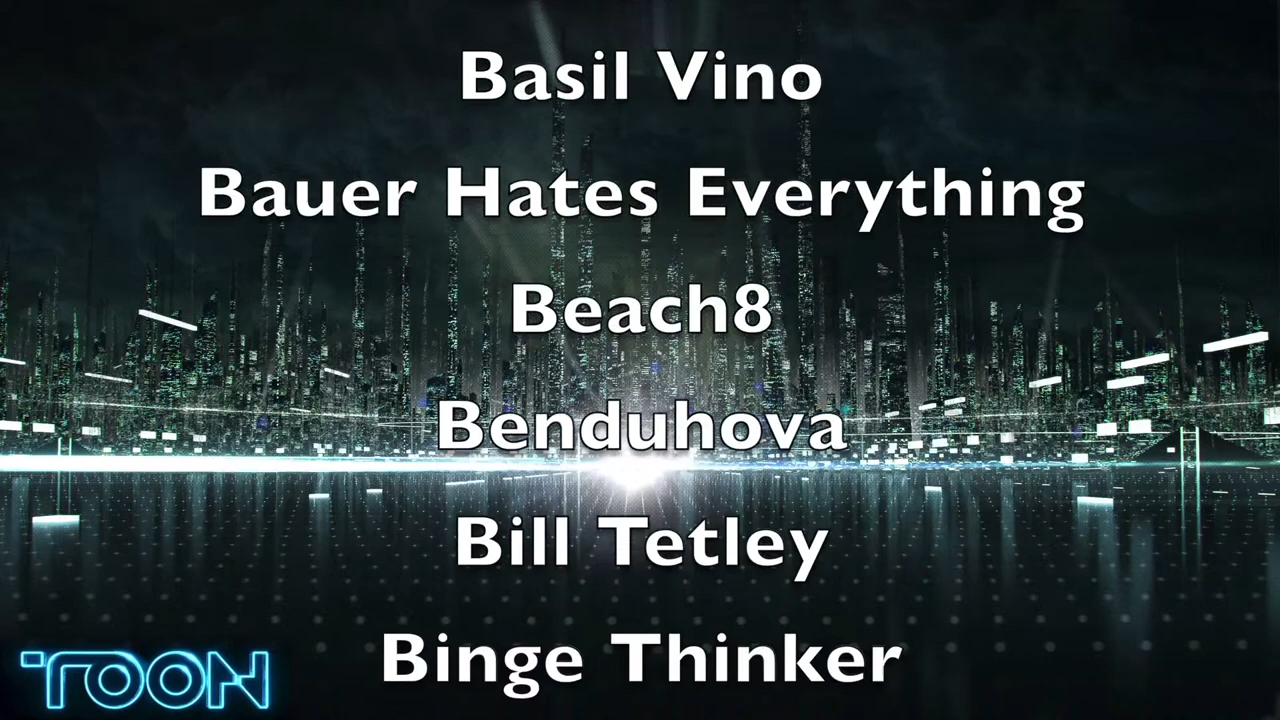 Basil Vino
Bauer Hates Everything
Beach8
Benduhova
Bill Tetley
Binge Thinker
TOON